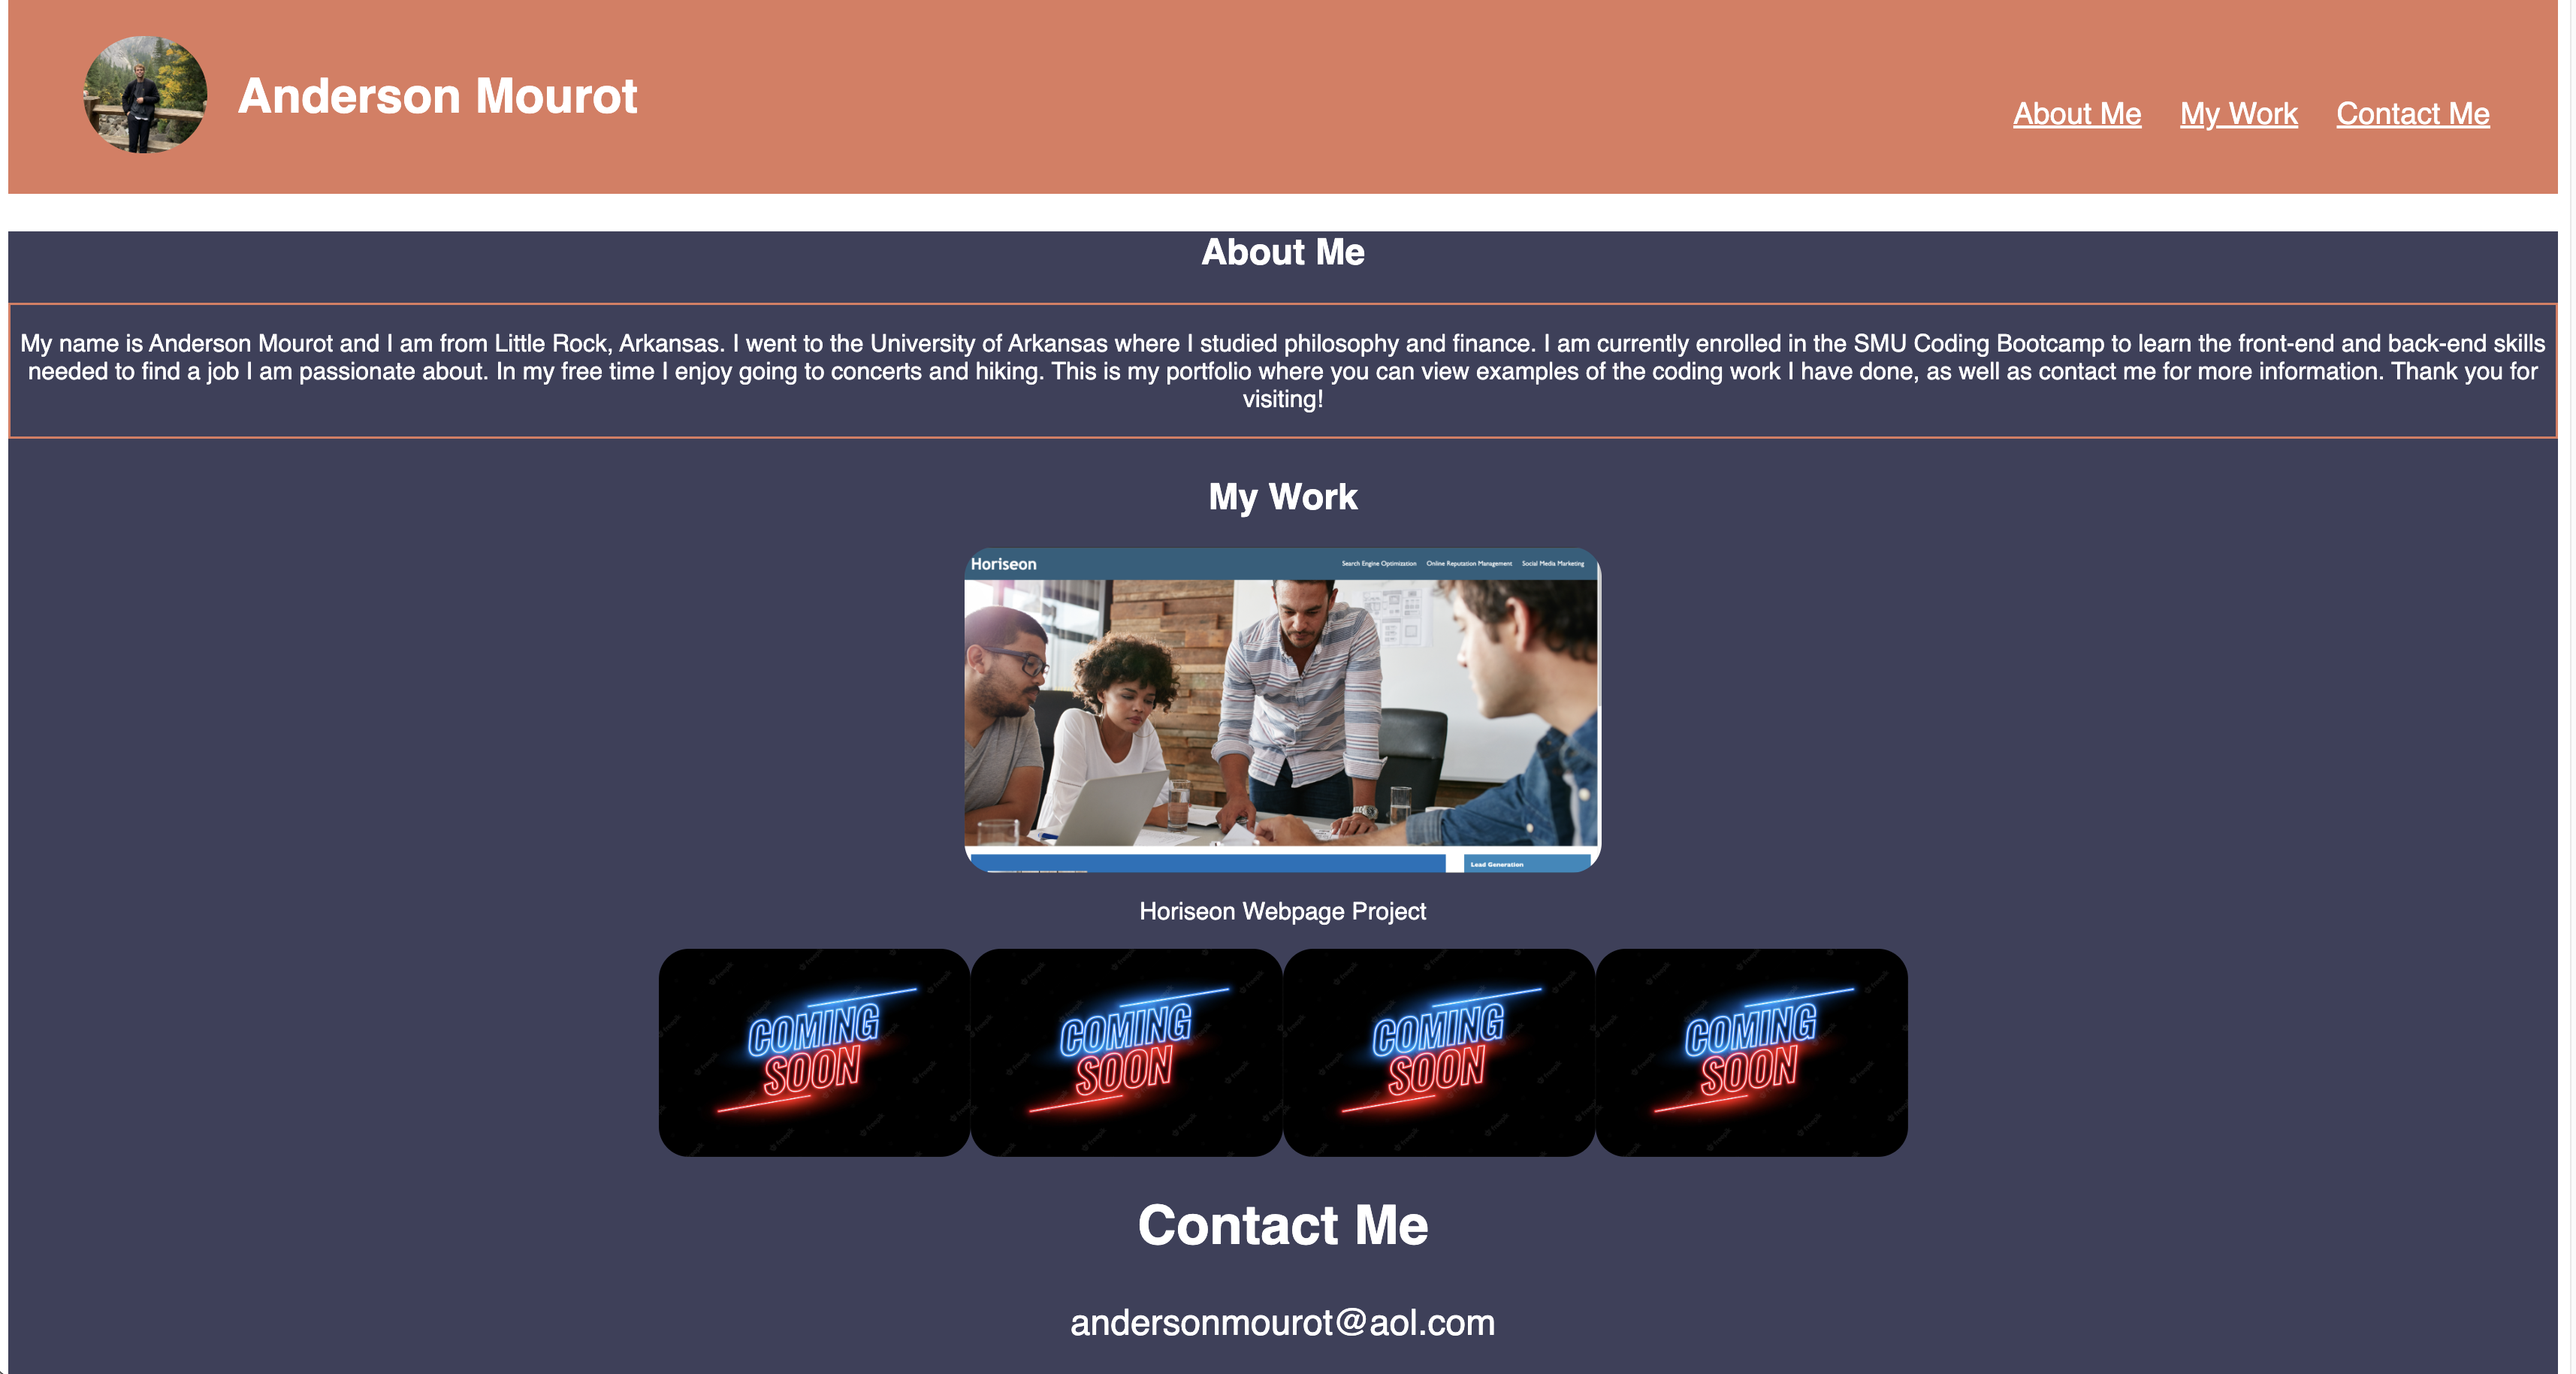 Anderson Mourot
About Me My Work Contact Me
About Me
My name is Anderson Mourot and I am from Little Rock, Arkansas. I went to the University of Arkansas where I studied philosophy and finance. I am currently enrolled in the SMU Coding Bootcamp to learn the front-end and back-end skills
needed to find a job I am passionate about. In my free time I enjoy going to concerts and hiking. This is my portfolio where you can view examples of the coding work I have done, as well as contact me for more information. Thank you for
visiting!
My Work
Horiseon
Search Engine Optimization Online Reputation Management Social Media Marketing
Lead Generation
Horiseon Webpage Project
COMING
SOON
COMING
SOON
COMING
SOON
COMING
SOON
Contact Me
andersonmourot@aol.com